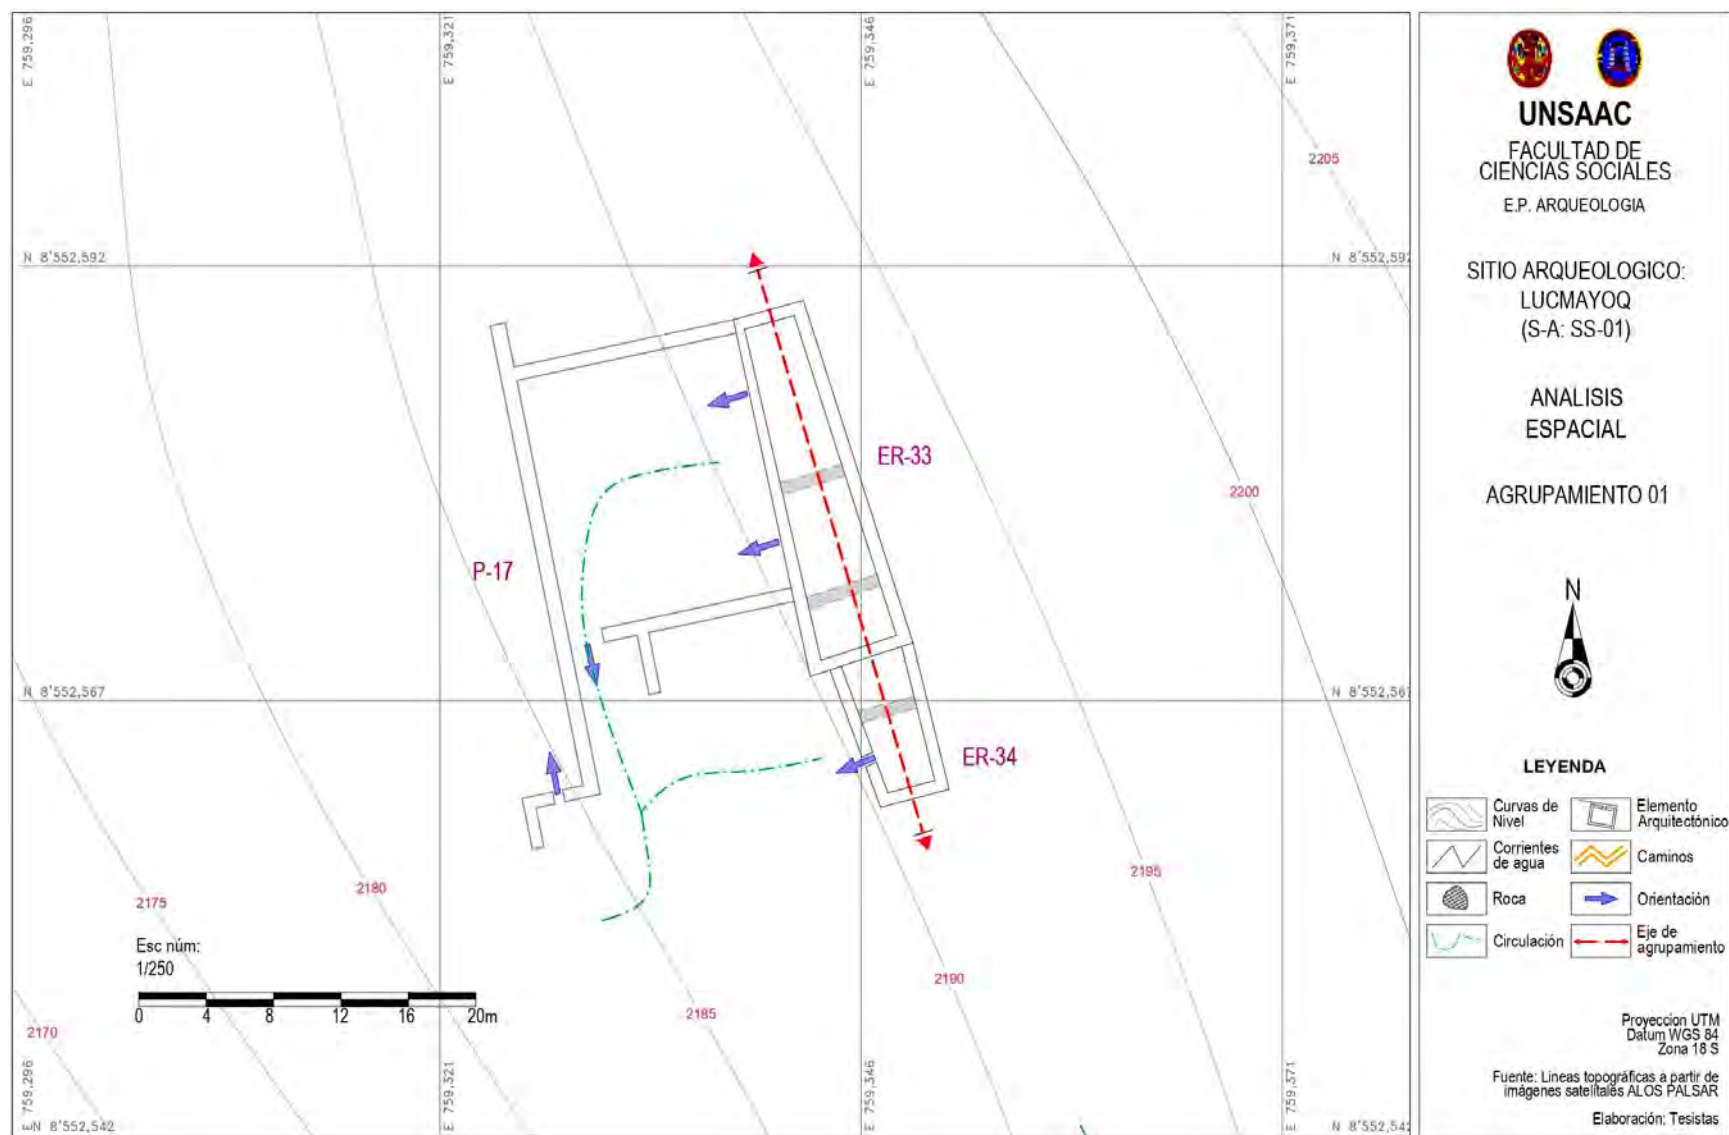 E 759,296
E 759,321
E 759,346
E 759,371
2205
N 8'552,592
N 8'552,592
ER-33
2200
P-17
N 8'552,567
N 8'552,567
ER-34
2195
2180
2175
Esc núm:
1/250
2190
0 4 8 12 16 20m
2185
2170
E 759,296
E 759,321
E 759,346
E 759,371
N 8'552,542
N 8'552,542
UNSAAC
FACULTAD DE
CIENCIAS SOCIALES
E.P. ARQUEOLOGIA
SITIO ARQUEOLOGICO:
LUCMAYOQ
(S-A: SS-01)
ANALISIS
ESPACIAL
AGRUPAMIENTO 01
N
LEYENDA
Curvas de
Nivel
Elemento
Arquitectónico
Corrientes
de agua
Caminos
Roca
Orientación
Circulación
Eje de
agrupamiento
Proyeccion UTM
Datum WGS 84
Zona 18 S
Fuente: Lineas topográficas a partir de
imágenes satelitales ALOS PALSAR
Elaboración: Tesistas